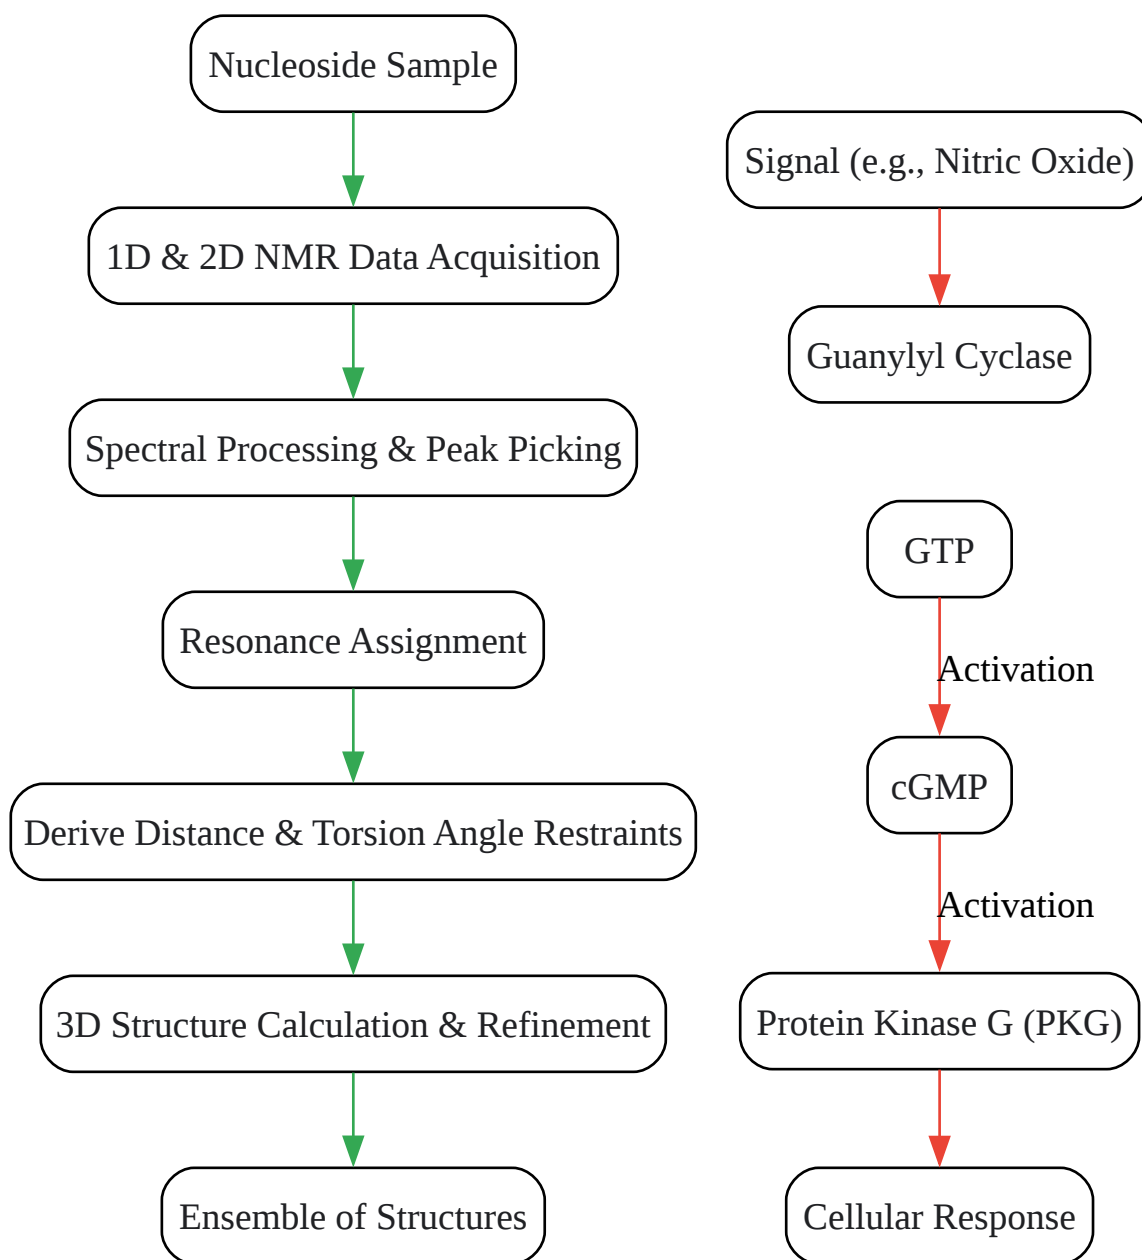 Nucleoside Sample
1D & 2D NMR Data Acquisition
Spectral Processing & Peak Picking
Resonance Assignment
Derive Distance & Torsion Angle Restraints
3D Structure Calculation & Refinement
Ensemble of Structures
Signal (e.g., Nitric Oxide)
Guanylyl Cyclase
GTP
Activation
cGMP
Activation
Protein Kinase G (PKG)
Cellular Response